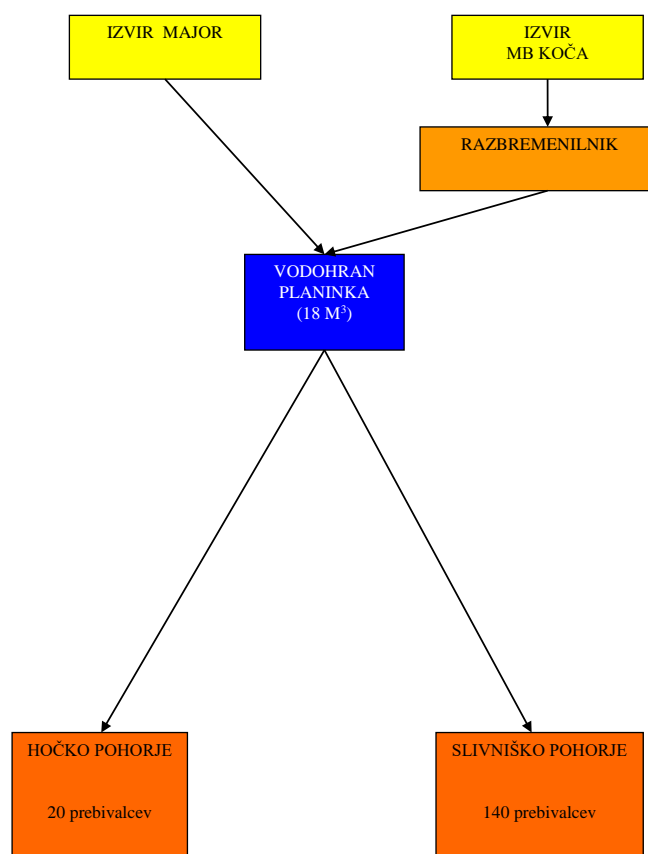 IZVIR MAJOR
IZVIR
MB KOČA
RAZBREMENILNIK
VODOHRAN
PLANINKA
(18 M³)
HOČKO POHORJE
20 prebivalcev
SLIVNIŠKO POHORJE
140 prebivalcev